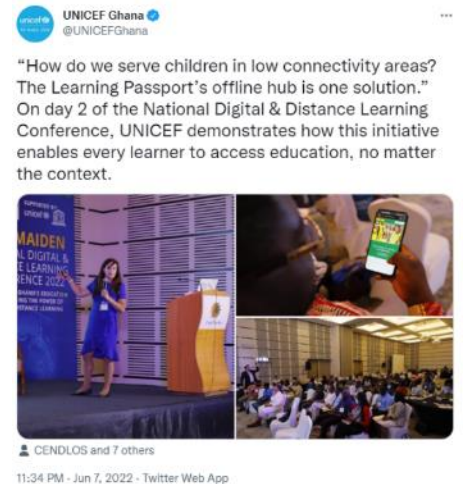 UNICEF Ghana
@UNICEFGhana
“How do we serve children in low connectivity areas?
The Learning Passport’s offline hub is one solution.”
On day 2 of the National Digital & Distance Learning
Conference, UNICEF demonstrates how this initiative
enables every learner to access education, no matter
the context.
unicef
MAIDEN
AL DIGITAL &
E LEARNING
RENCE 2022
CENDLOS and 7 others
11:34 PM · Jun 7, 2022 · Twitter Web App